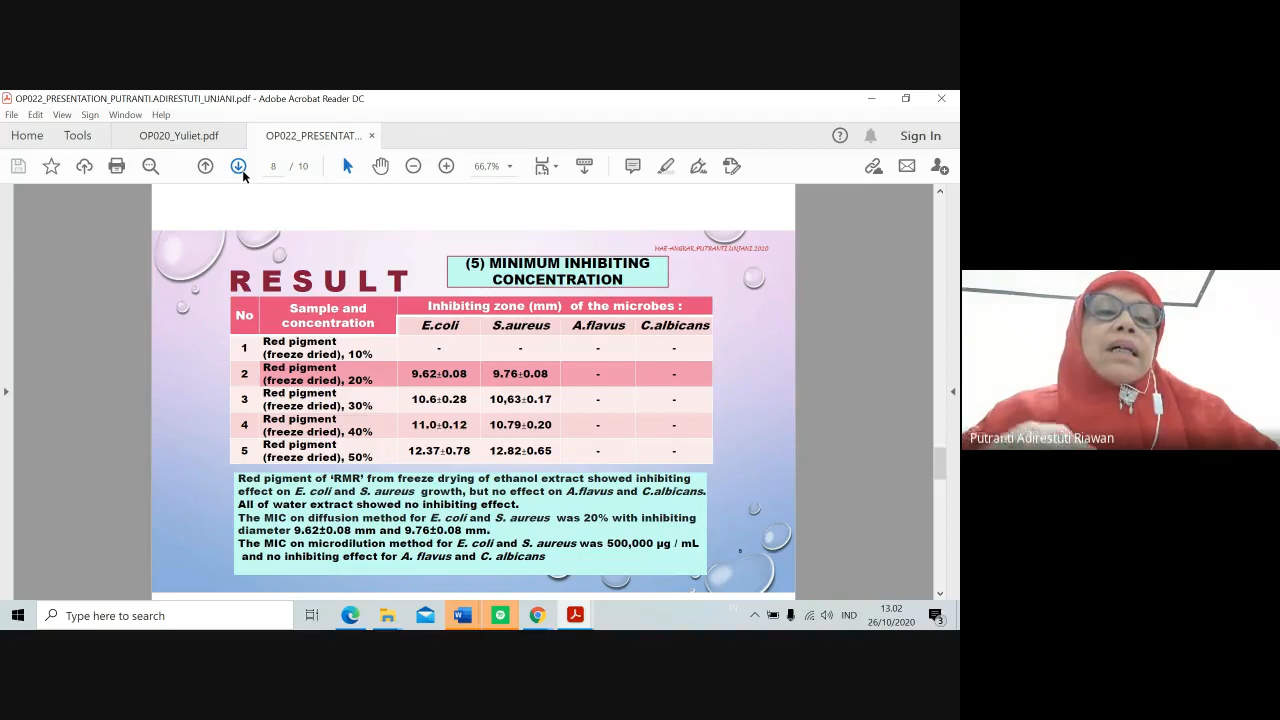 OP022_PRESENTATION_PUTRANTI.ADIRESTUTI_UNJANI.pdf - Adobe Acrobat Reader DC
File Edit View Sign Window Help
Home Tools OP020_Yuliet.pdf OP022_PRESENTAT... × Sign In
8 / 10 66,7%
HAE-ANGKAK_PUTRANTI.UNJANI.2020
RESULT
(5) MINIMUM INHIBITING
CONCENTRATION
No Sample and concentration Inhibiting zone (mm) of the microbes :
E.coli S.aureus A.flavus C.albicans
1 Red pigment (freeze dried), 10% - - - -
2 Red pigment (freeze dried), 20% 9.62±0.08 9.76±0.08 - -
3 Red pigment (freeze dried), 30% 10.6±0.28 10,63±0.17 - -
4 Red pigment (freeze dried), 40% 11.0±0.12 10.79±0.20 - -
5 Red pigment (freeze dried), 50% 12.37±0.78 12.82±0.65 - -
Red pigment of ‘RMR’ from freeze drying of ethanol extract showed inhibiting
effect on E. coli and S. aureus growth, but no effect on A.flavus and C.albicans.
All of water extract showed no inhibiting effect.
The MIC on diffusion method for E. coli and S. aureus was 20% with inhibiting
diameter 9.62±0.08 mm and 9.76±0.08 mm.
The MIC on microdilution method for E. coli and S. aureus was 500,000 µg / mL
and no inhibiting effect for A. flavus and C. albicans
8
Putranti Adirestuti Riawan
Type here to search
IND
13.02
26/10/2020
3